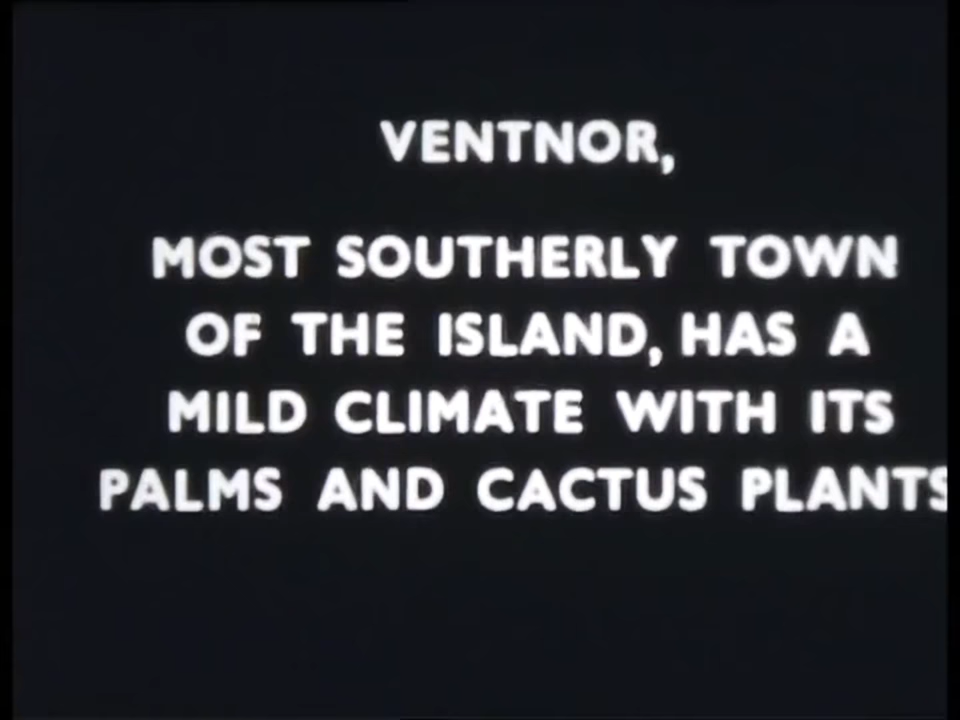 VENTNOR,
MOST SOUTHERLY TOWN
OF THE ISLAND, HAS A
MILD CLIMATE WITH ITS
PALMS AND CACTUS PLANTS